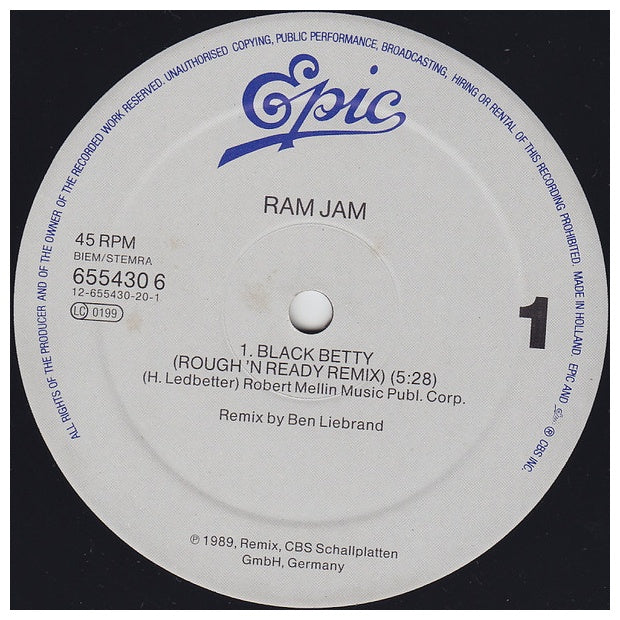 ALL RIGHTS OF THE PRODUCER AND OF THE OWNER OF THE RECORDED WORK RESERVED. UNAUTHORISED COPYING, PUBLIC PERFORMANCE, BROADCASTING, HIRING OR RENTAL OF THIS RECORDING PROHIBITED. MADE IN HOLLAND. EPIC AND Epic ® CBS INC.
Epic
RAM JAM
45 RPM
BIEM/STEMRA
655430 6
12-655430-20-1
LC 0199
1
1. BLACK BETTY
(ROUGH 'N READY REMIX) (5:28)
(H. Ledbetter) Robert Mellin Music Publ. Corp.
Remix by Ben Liebrand
℗ 1989, Remix, CBS Schallplatten
GmbH, Germany